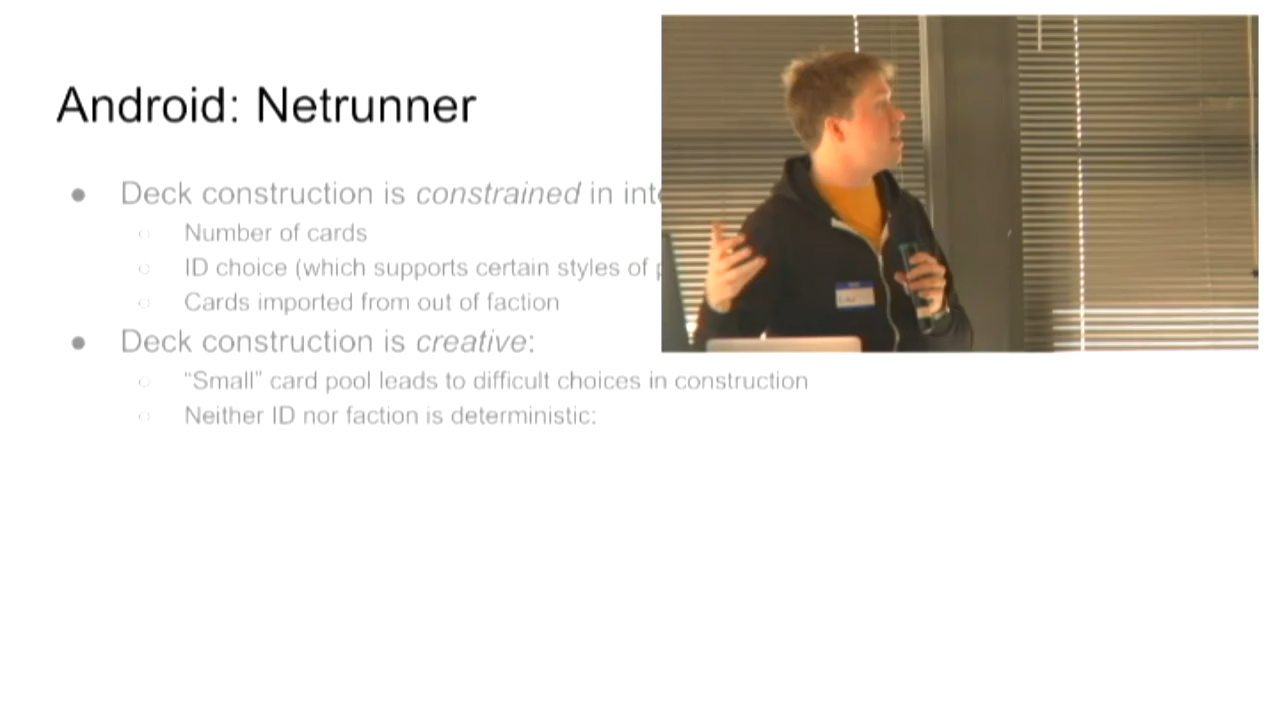 Android: Netrunner
Deck construction is constrained in
Number of cards
ID choice (which supports certain styles of
Cards imported from out of faction
Deck construction is creative:
“Small” card pool leads to difficult choices in construction
Neither ID nor faction is deterministic: